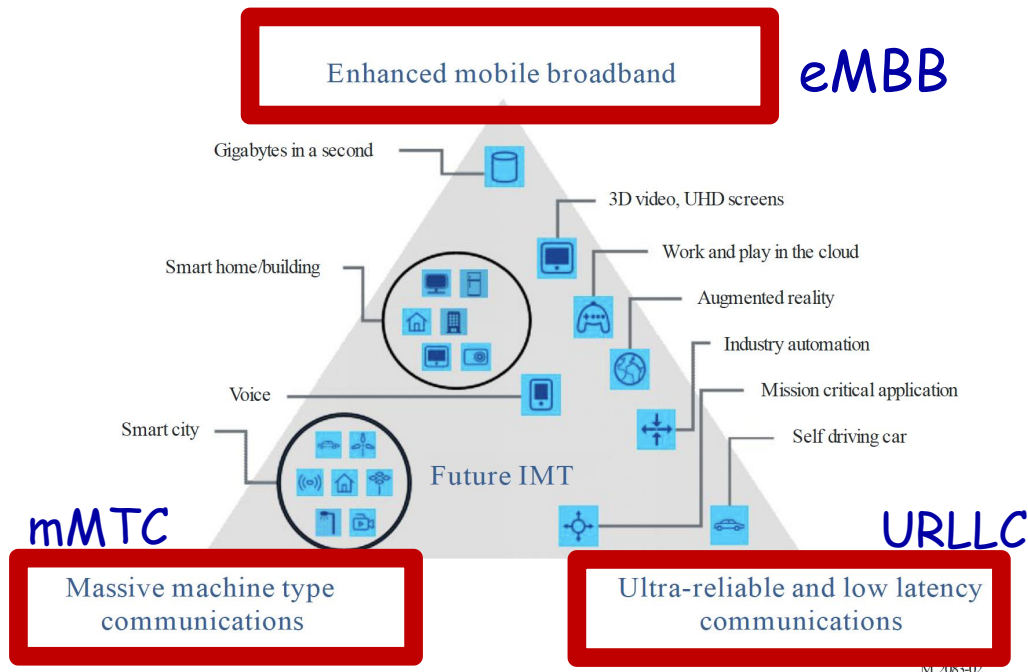 Enhanced mobile broadband
eMBB
Gigabytes in a second
3D video, UHD screens
Work and play in the cloud
Smart home/building
Augmented reality
Industry automation
Voice
Mission critical application
Smart city
Self driving car
Future IMT
mMTC
URLLC
Massive machine type
communications
Ultra-reliable and low latency
communications
M.2083-02